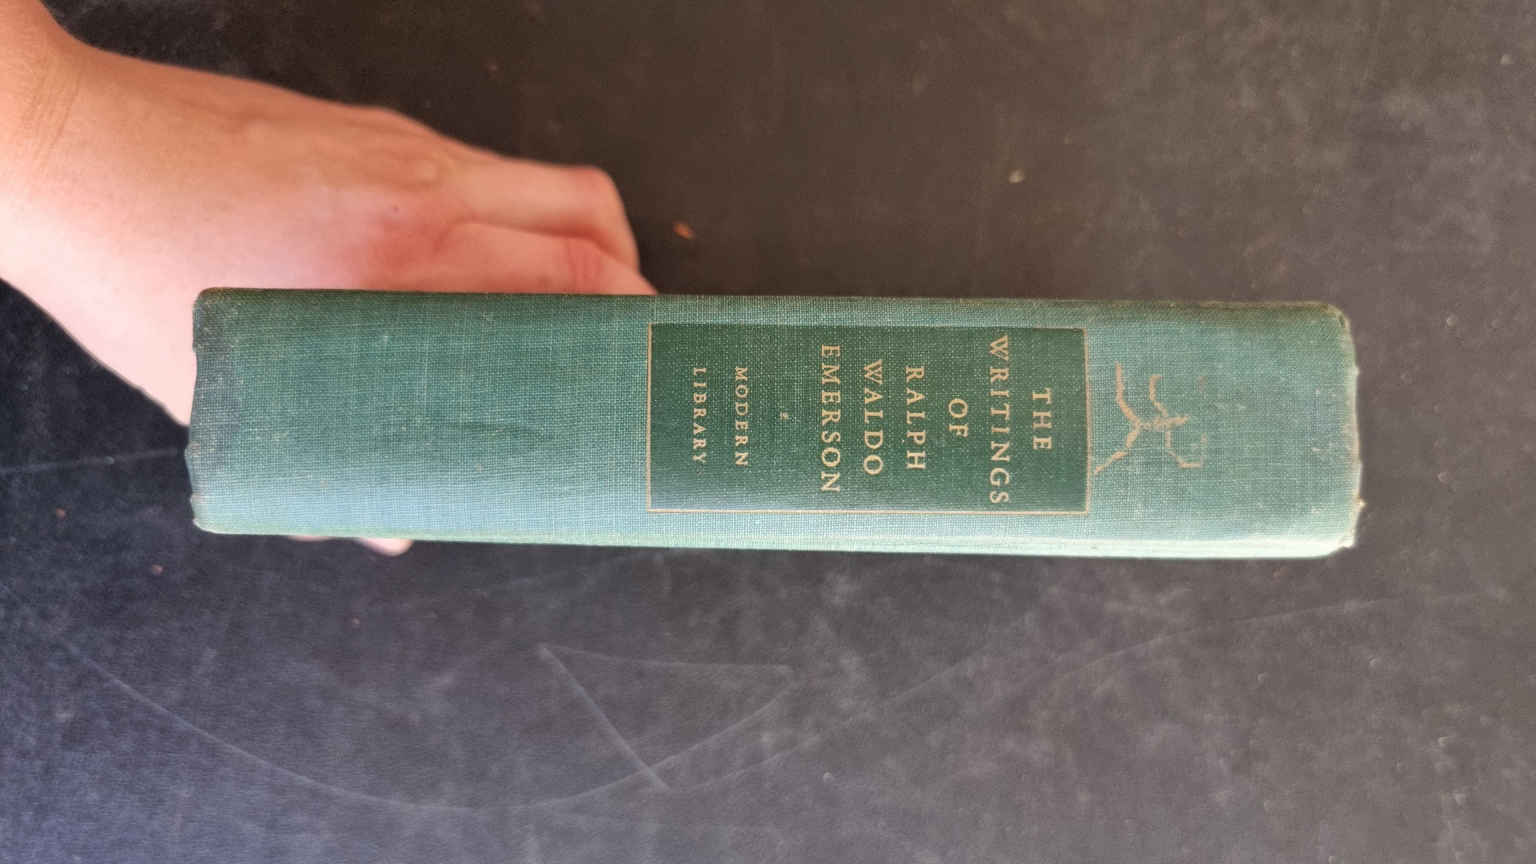 THE
WRITINGS
OF
RALPH
WALDO
EMERSON
MODERN
LIBRARY